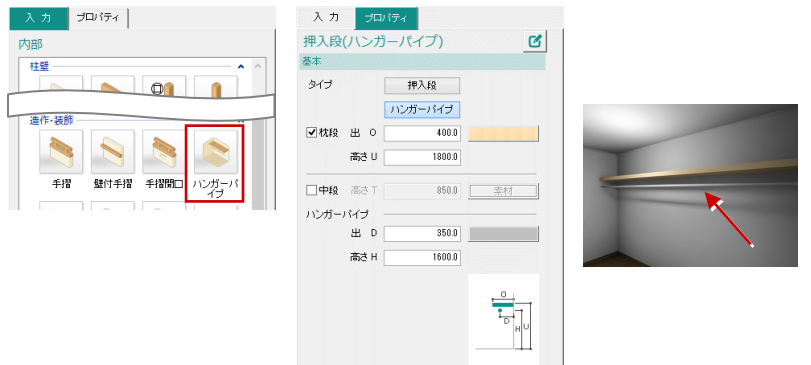 入 力
プロパティ
内部
柱壁
造作・装飾
手摺
壁付手摺
手摺開口
ハンガーパ
イプ
入 力
プロパティ
押入段(ハンガーパイプ)
基本
タイプ
押入段
ハンガーパイプ
枕段 出 O 400.0
高さ U 1800.0
中段 高さ T 850.0 素材
ハンガーパイプ
出 D 350.0
高さ H 1600.0
O
D
H
U